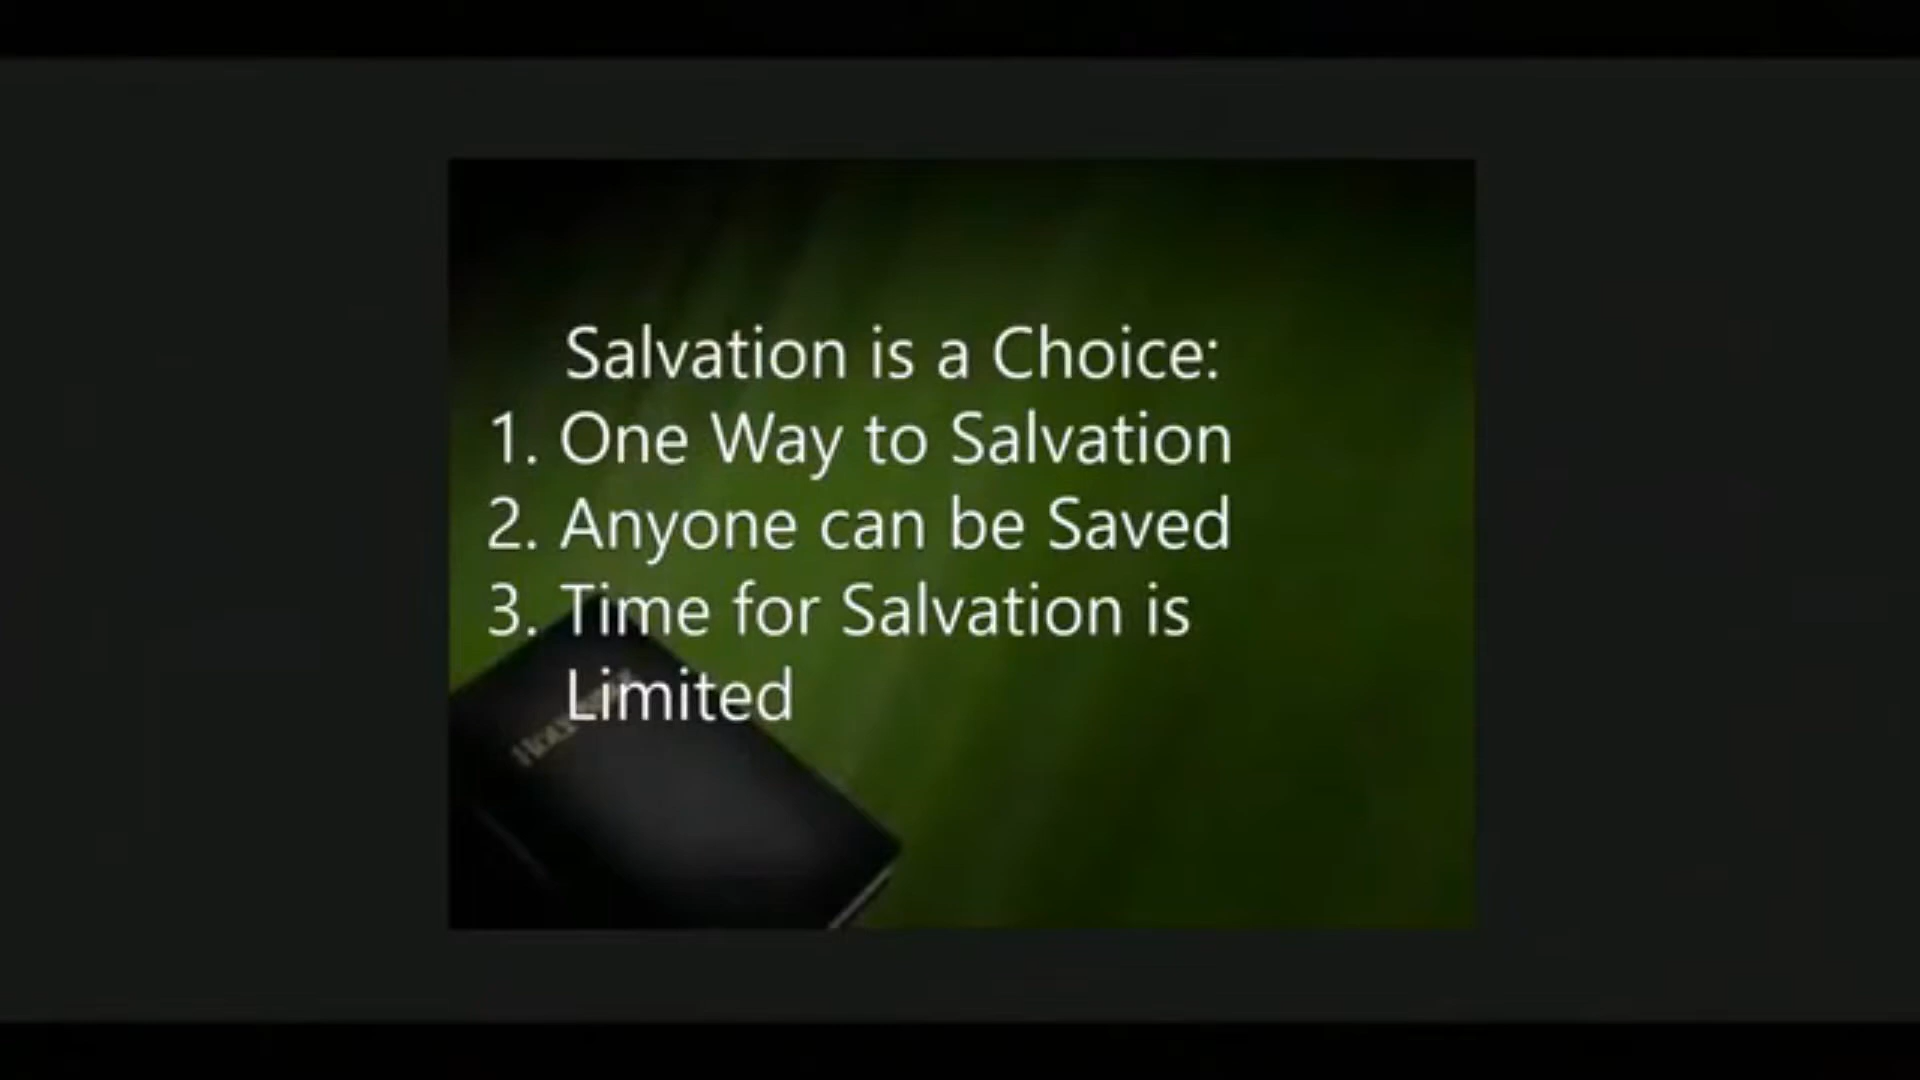 Salvation is a Choice:
1. One Way to Salvation
2. Anyone can be Saved
3. Time for Salvation is
Limited
Holy